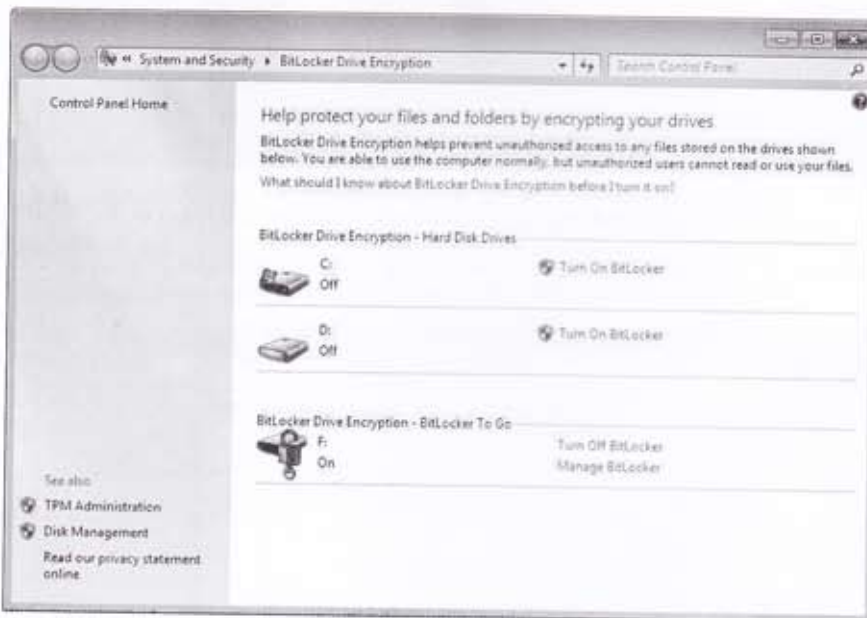 « System and Security ▸ BitLocker Drive Encryption
Search Control Panel
Control Panel Home
Help protect your files and folders by encrypting your drives
BitLocker Drive Encryption helps prevent unauthorized access to any files stored on the drives shown
below. You are able to use the computer normally, but unauthorized users cannot read or use your files.
What should I know about BitLocker Drive Encryption before I turn it on?
BitLocker Drive Encryption - Hard Disk Drives
C:
Off
Turn On BitLocker
D:
Off
Turn On BitLocker
BitLocker Drive Encryption - BitLocker To Go
F:
On
Turn Off BitLocker
Manage BitLocker
See also
TPM Administration
Disk Management
Read our privacy statement
online